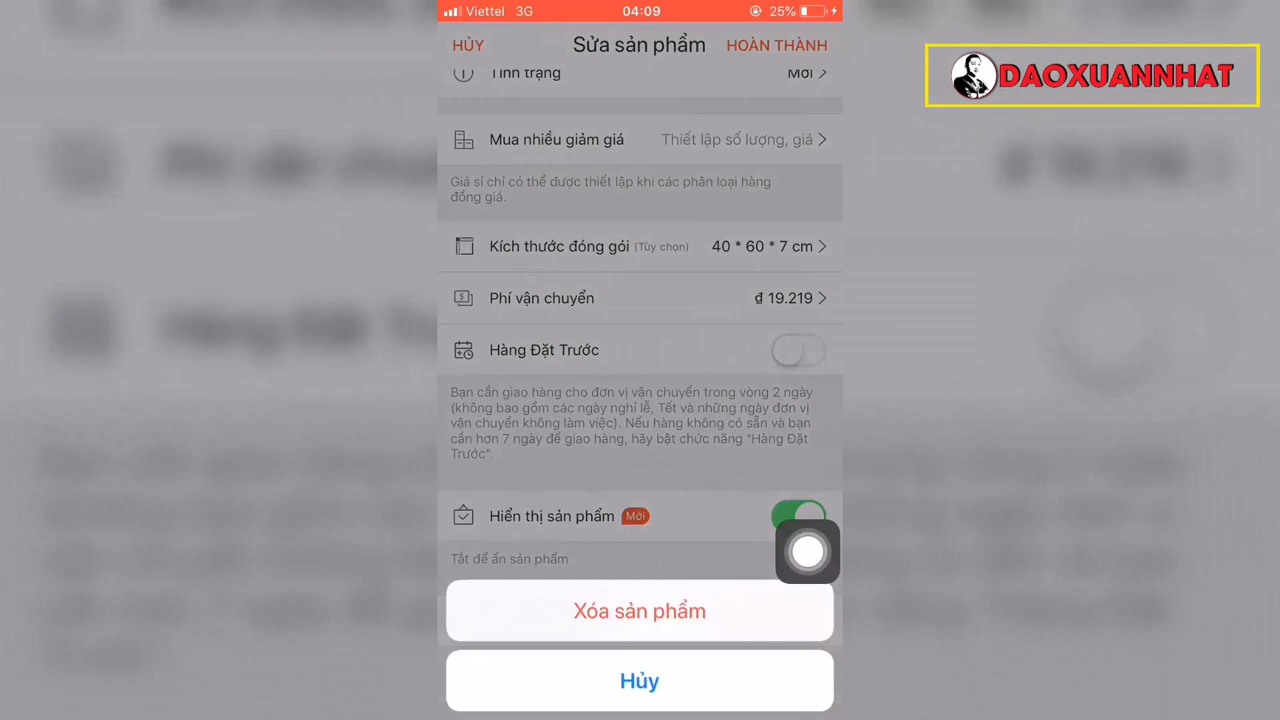 Viettel 3G 04:09 25%
HỦY Sửa sản phẩm HOÀN THÀNH
DAOXUANNHAT
Tình trạng Mới
Mua nhiều giảm giá Thiết lập số lượng, giá
Giá sỉ chỉ có thể được thiết lập khi các phân loại hàng
đồng giá.
Kích thước đóng gói (Tùy chọn) 40 * 60 * 7 cm
Phí vận chuyển ₫ 19.219
Hàng Đặt Trước
Bạn cần giao hàng cho đơn vị vận chuyển trong vòng 2 ngày
(không bao gồm các ngày nghỉ lễ, Tết và những ngày đơn vị
vận chuyển không làm việc). Nếu hàng không có sẵn và bạn
cần hơn 7 ngày để giao hàng, hãy bật chức năng "Hàng Đặt
Trước".
Hiển thị sản phẩm Mới
Tắt để ẩn sản phẩm
Xóa sản phẩm
Hủy